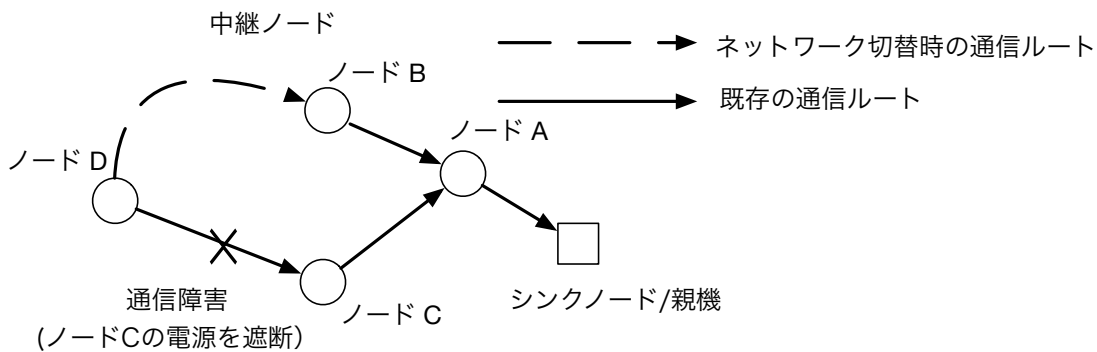 中継ノード
ネットワーク切替時の通信ルート
ノード B
既存の通信ルート
ノード A
ノード D
通信障害
(ノードCの電源を遮断)
ノード C
シンクノード/親機